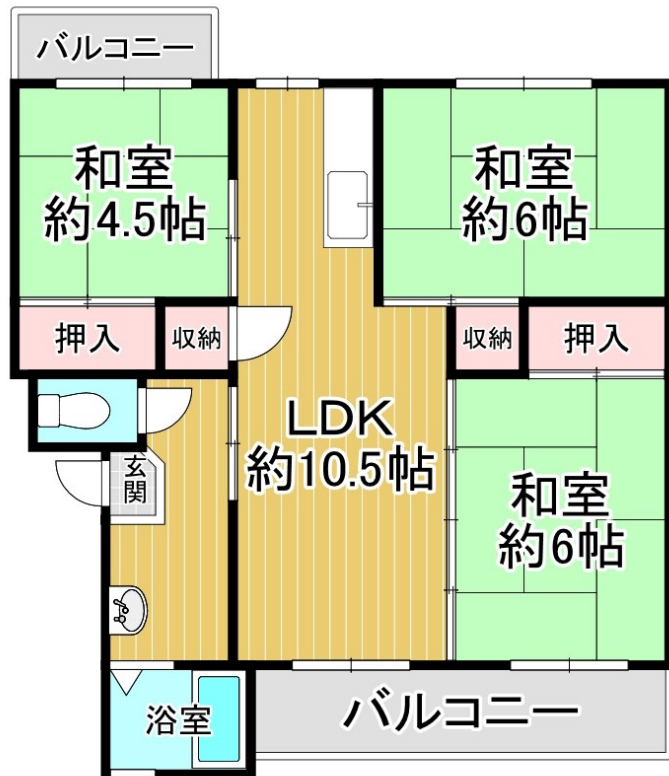 バルコニー
和室
約4.5帖
和室
約6帖
押入
収納
収納
押入
LDK
約10.5帖
玄関
和室
約6帖
浴室
バルコニー